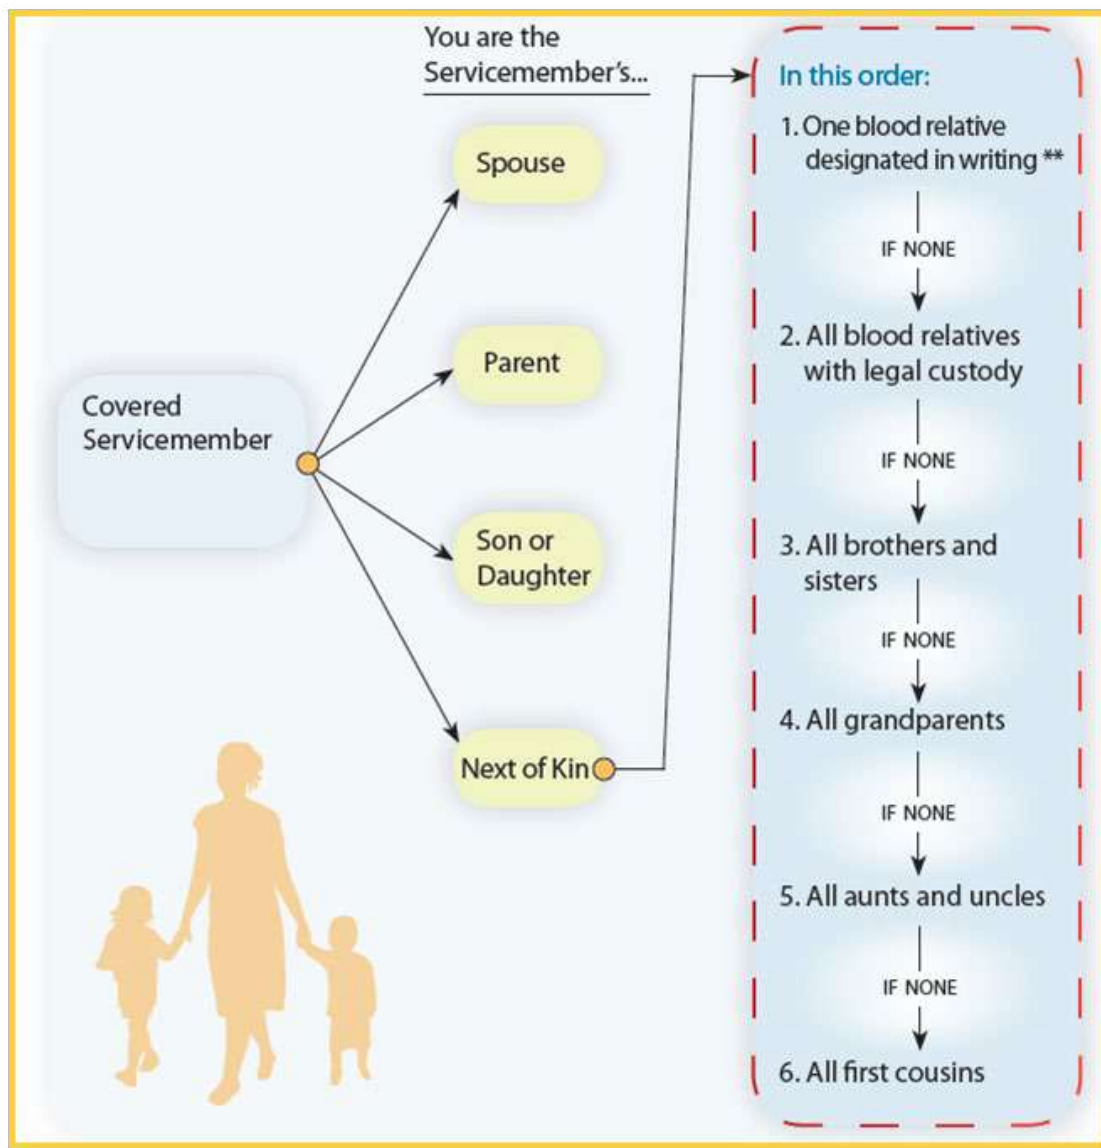 You are the
Servicemember's...
Spouse
Parent
Covered
Servicemember
Son or
Daughter
Next of Kin
In this order:
1. One blood relative
designated in writing **
IF NONE
2. All blood relatives
with legal custody
IF NONE
3. All brothers and
sisters
IF NONE
4. All grandparents
IF NONE
5. All aunts and uncles
IF NONE
6. All first cousins